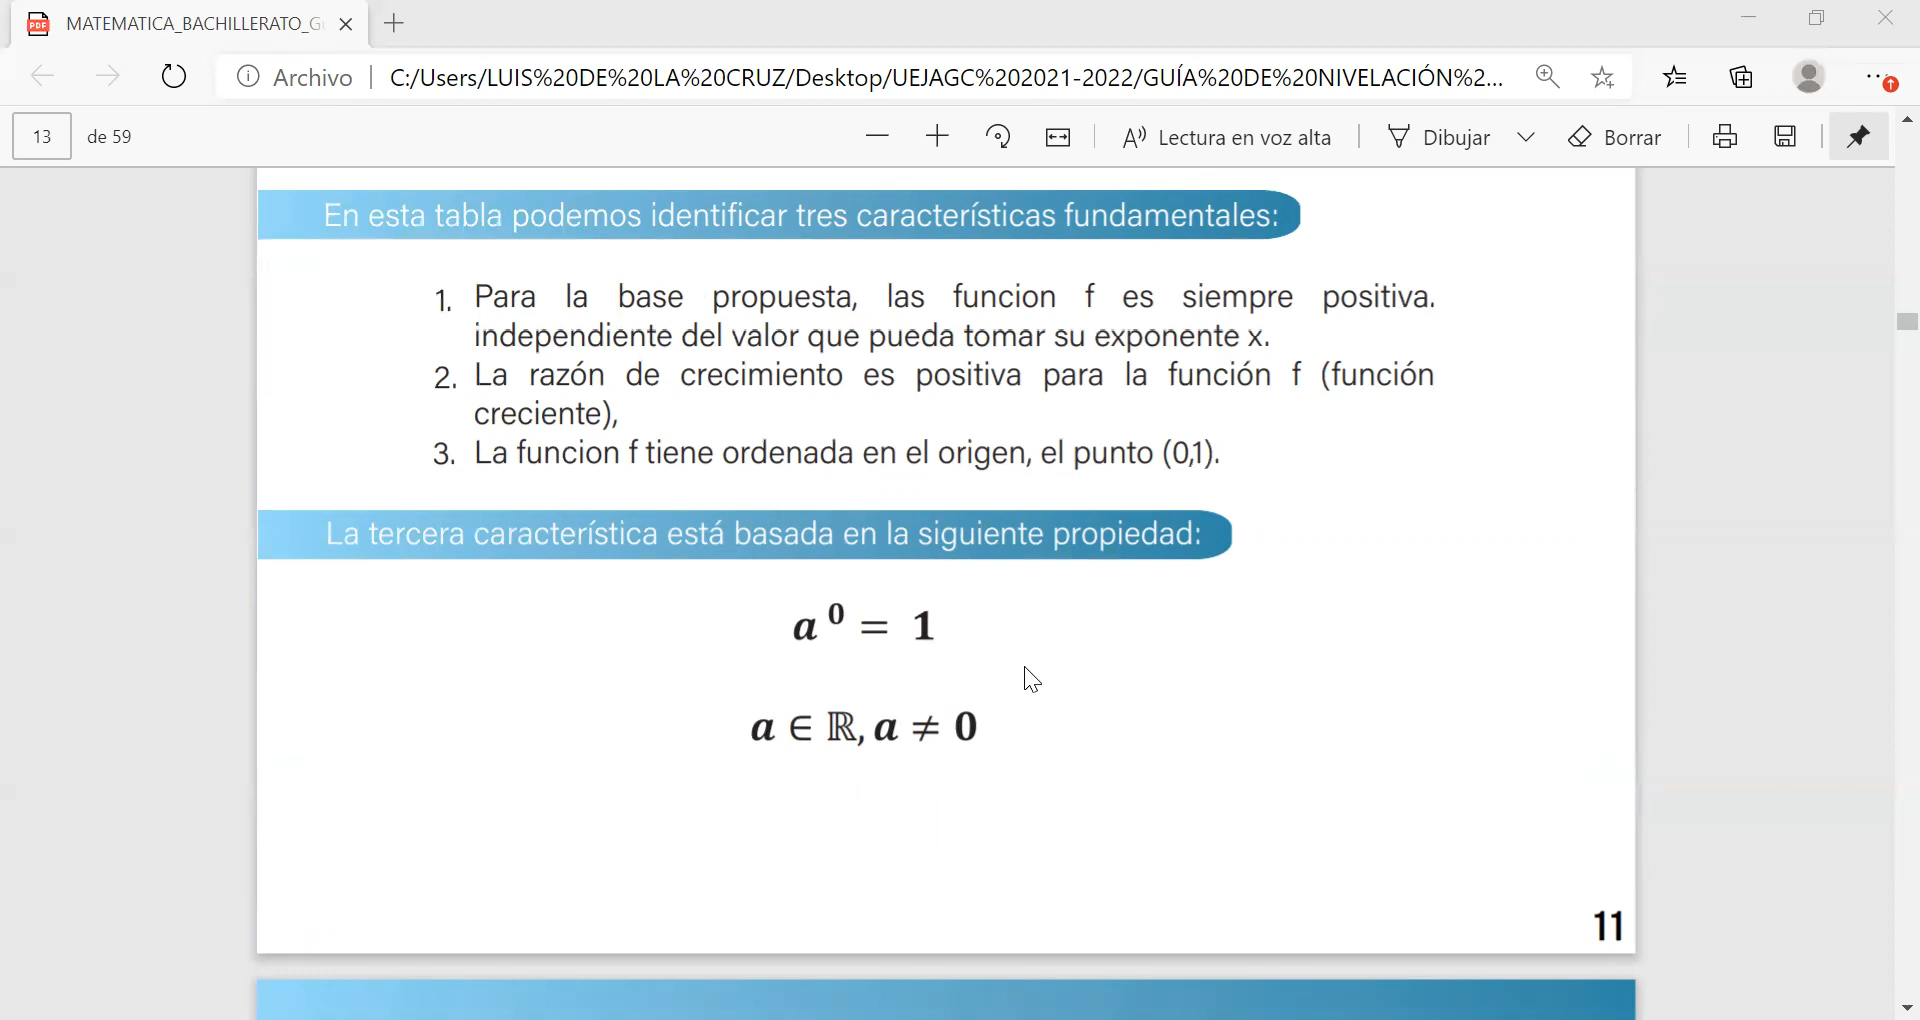 MATEMATICA_BACHILLERATO_G
Archivo | C:/Users/LUIS%20DE%20LA%20CRUZ/Desktop/UEJAGC%202021-2022/GUÍA%20DE%20NIVELACIÓN%2...
13 de 59
Lectura en voz alta
Dibujar
Borrar
En esta tabla podemos identificar tres características fundamentales:
1. Para la base propuesta, las funcion f es siempre positiva.
independiente del valor que pueda tomar su exponente x.
2. La razón de crecimiento es positiva para la función f (función
creciente),
3. La funcion f tiene ordenada en el origen, el punto (0,1).
La tercera característica está basada en la siguiente propiedad:
a⁰ = 1
a ∈ ℝ, a ≠ 0
11